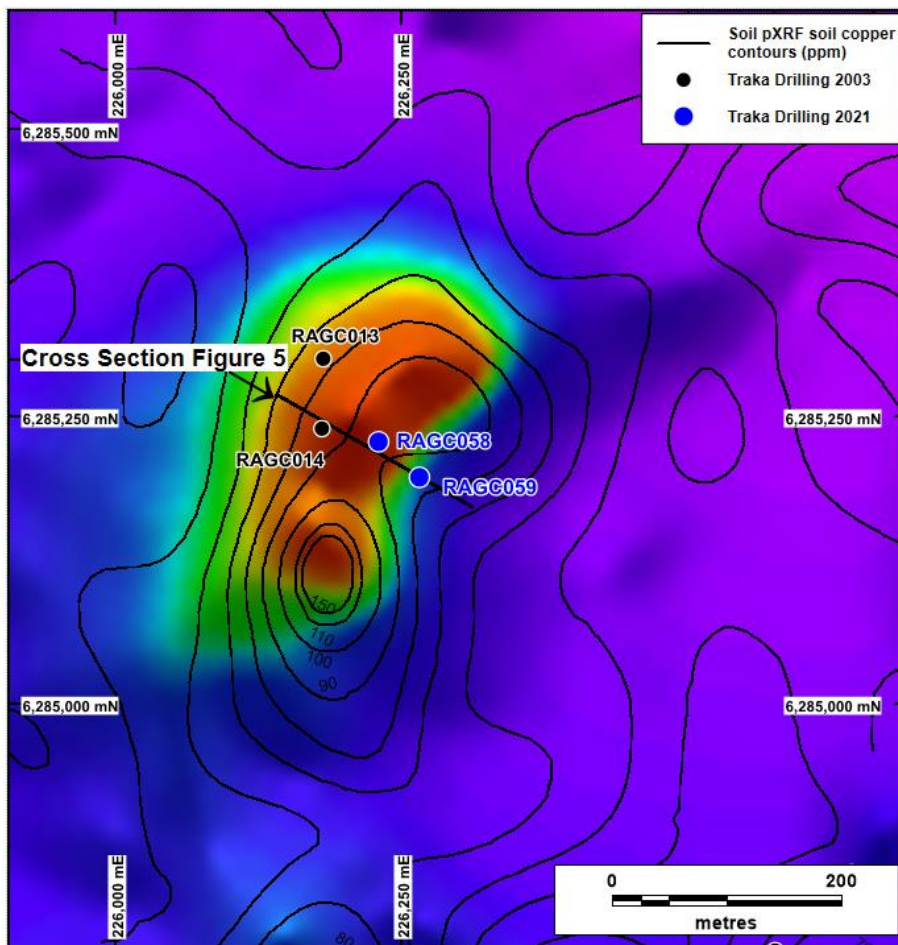 226,000 mE
226,250 mE
Soil pXRF soil copper
contours (ppm)
Traka Drilling 2003
Traka Drilling 2021
6,285,500 mN
RAGC013
Cross Section Figure 5
6,285,250 mN
6,285,250 mN
RAGC014
RAGC058
RAGC059
150
110
100
90
6,285,000 mN
6,285,000 mN
226,000 mE
226,250 mE
80
0
200
metres